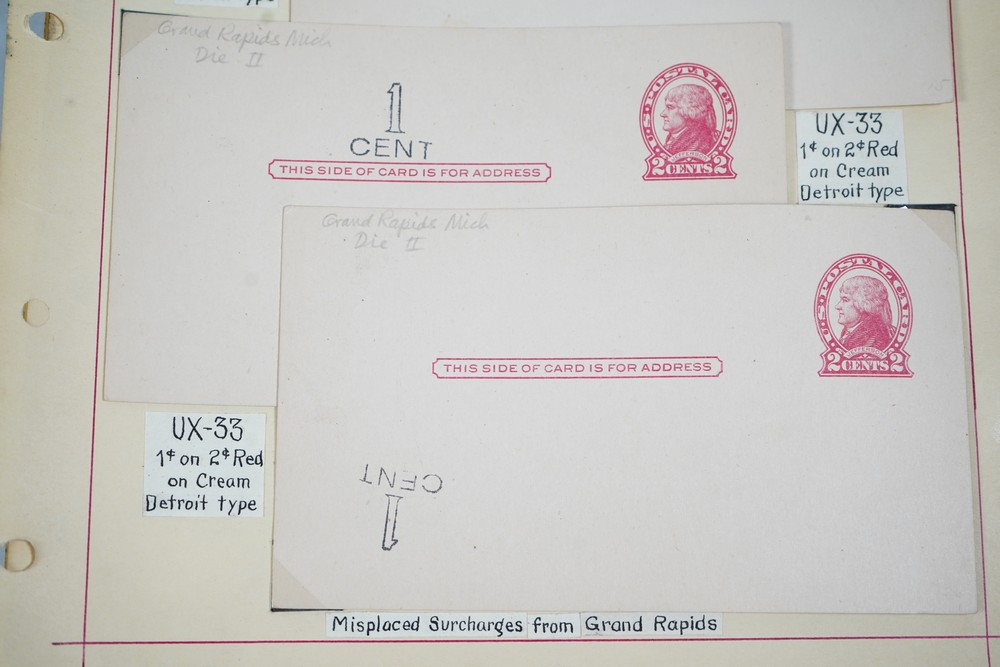 Grand Rapids Mich
Die II
1
CENT
THIS SIDE OF CARD IS FOR ADDRESS
U·S·POSTAL CARD·
JEFFERSON
2 CENTS 2
UX-33
1¢ on 2¢ Red
on Cream
Detroit type
Grand Rapids Mich
Die II
U·S·POSTAL CARD·
JEFFERSON
2 CENTS 2
THIS SIDE OF CARD IS FOR ADDRESS
UX-33
1¢ on 2¢ Red
on Cream
Detroit type
1
CENT
Misplaced Surcharges from Grand Rapids